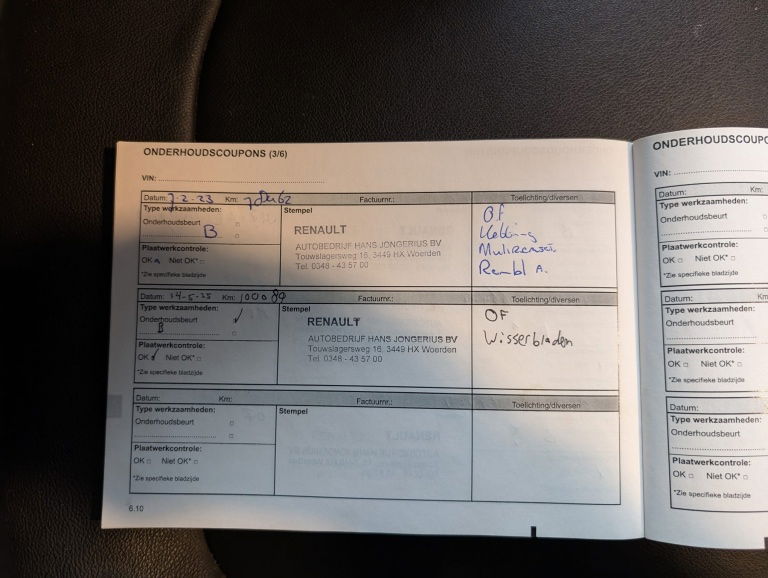 ONDERHOUDSCOUPONS (3/6)
VIN:
Datum: 7-2-23 Km: Factuurnr.: Toelichting/diversen
Type werkzaamheden:
Onderhoudsbeurt
B
Plaatwerkcontrole:
OK Niet OK*
*Zie specifieke bladzijde
Stempel
RENAULT
AUTOBEDRIJF HANS JONGERIUS BV
Touwslagersweg 16, 3449 HX Woerden
Tel. 0348 - 43 57 00
OF
Datum: 14-5-25 Km: 100089 Factuurnr.: Toelichting/diversen
Type werkzaamheden:
Onderhoudsbeurt
B
Plaatwerkcontrole:
OK Niet OK*
*Zie specifieke bladzijde
Stempel
RENAULT
AUTOBEDRIJF HANS JONGERIUS BV
Touwslagersweg 16, 3449 HX Woerden
Tel. 0348 - 43 57 00
OF
Wisserbladen
Datum: Km: Factuurnr.: Toelichting/diversen
Type werkzaamheden:
Onderhoudsbeurt
Plaatwerkcontrole:
OK Niet OK*
*Zie specifieke bladzijde
Stempel
6.10
ONDERHOUDSCOUPO
VIN:
Datum: Km:
Type werkzaamheden:
Onderhoudsbeurt
Plaatwerkcontrole:
OK Niet OK*
*Zie specifieke bladzijde
Datum: Km:
Type werkzaamheden:
Onderhoudsbeurt
Plaatwerkcontrole:
OK Niet OK*
*Zie specifieke bladzijde
Datum:
Type werkzaamheden:
Onderhoudsbeurt
Plaatwerkcontrole:
OK Niet OK*
*Zie specifieke bladzijde